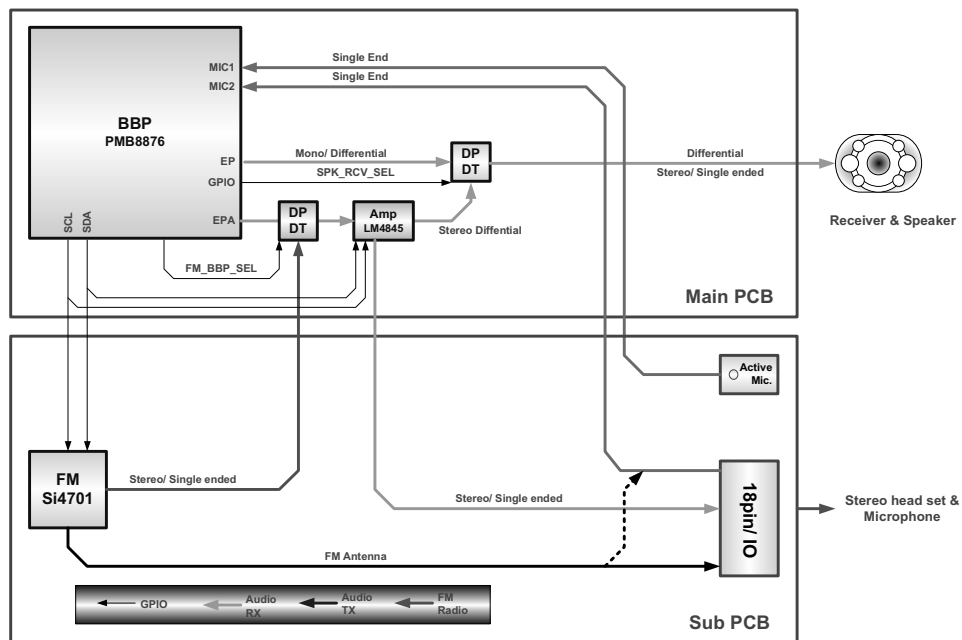 Single End
MIC1
Single End
MIC2
BBP
PMB8876
EP
Mono/ Differential
DP
DT
Differential
GPIO
SPK_RCV_SEL
Stereo/ Single ended
EPA
DP
DT
Amp
LM4845
Stereo Diffential
Receiver & Speaker
SCL
SDA
FM_BBP_SEL
Main PCB
Active
Mic.
FM
Si4701
Stereo/ Single ended
Stereo/ Single ended
18pin/ IO
Stereo head set &
Microphone
FM Antenna
GPIO
Audio
RX
Audio
TX
FM
Radio
Sub PCB